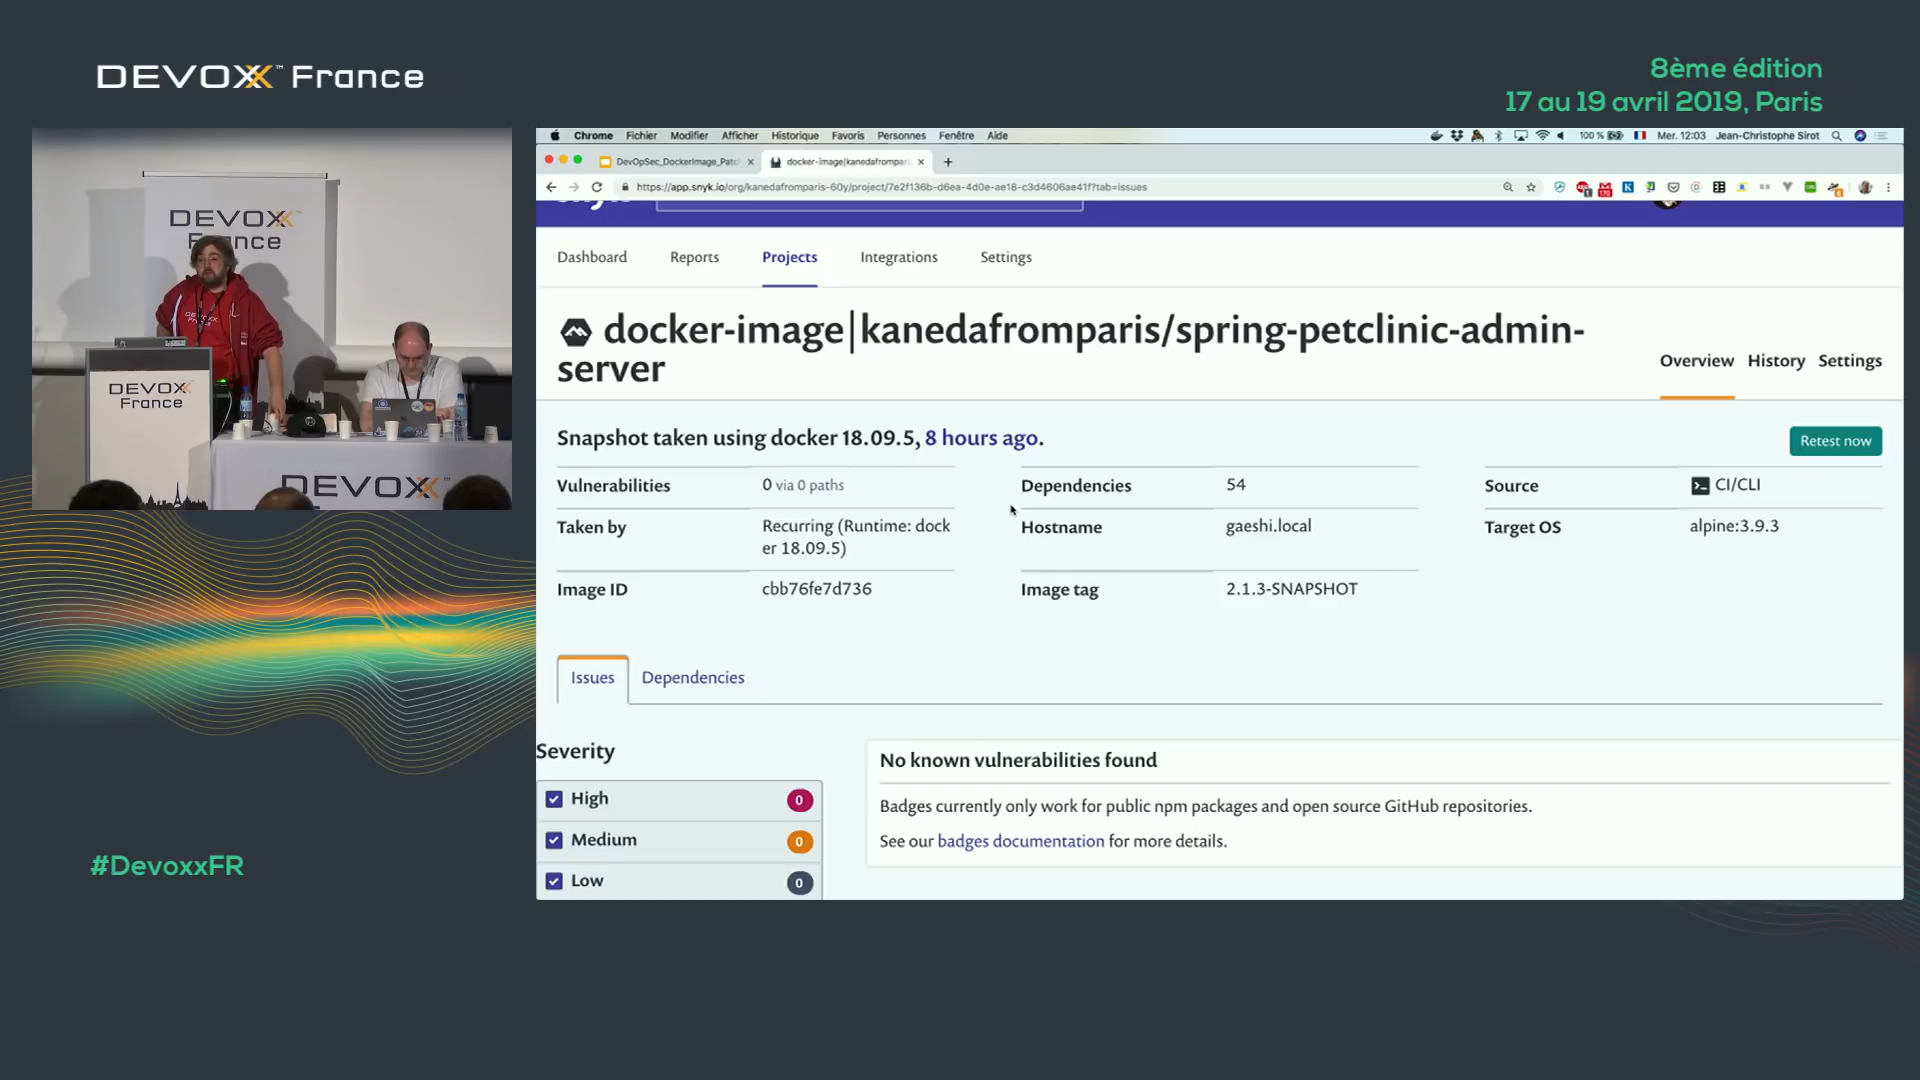 DEVOXX™ France
8ème édition
17 au 19 avril 2019, Paris
DEVOXX
France
DEVOXX
France
DEVOXX
France
DEVOXX
Chrome Fichier Modifier Afficher Historique Favoris Personnes Fenêtre Aide
100 % Mer. 12:03 Jean-Christophe Sirot
DevOpSec_DockerImage_Patc
docker-image|kanedafrompari
https://app.snyk.io/org/kanedafromparis-60y/project/7e2f136b-d6ea-4d0e-ae18-c3d4606ae41f?tab=issues
Dashboard Reports Projects Integrations Settings
docker-image|kanedafromparis/spring-petclinic-admin-
server
Overview History Settings
Snapshot taken using docker 18.09.5, 8 hours ago.
Retest now
Vulnerabilities 0 via 0 paths
Dependencies 54
Source CI/CLI
Taken by Recurring (Runtime: dock
er 18.09.5)
Hostname gaeshi.local
Target OS alpine:3.9.3
Image ID cbb76fe7d736
Image tag 2.1.3-SNAPSHOT
Issues Dependencies
Severity
High 0
Medium 0
Low 0
No known vulnerabilities found
Badges currently only work for public npm packages and open source GitHub repositories.
See our badges documentation for more details.
#DevoxxFR